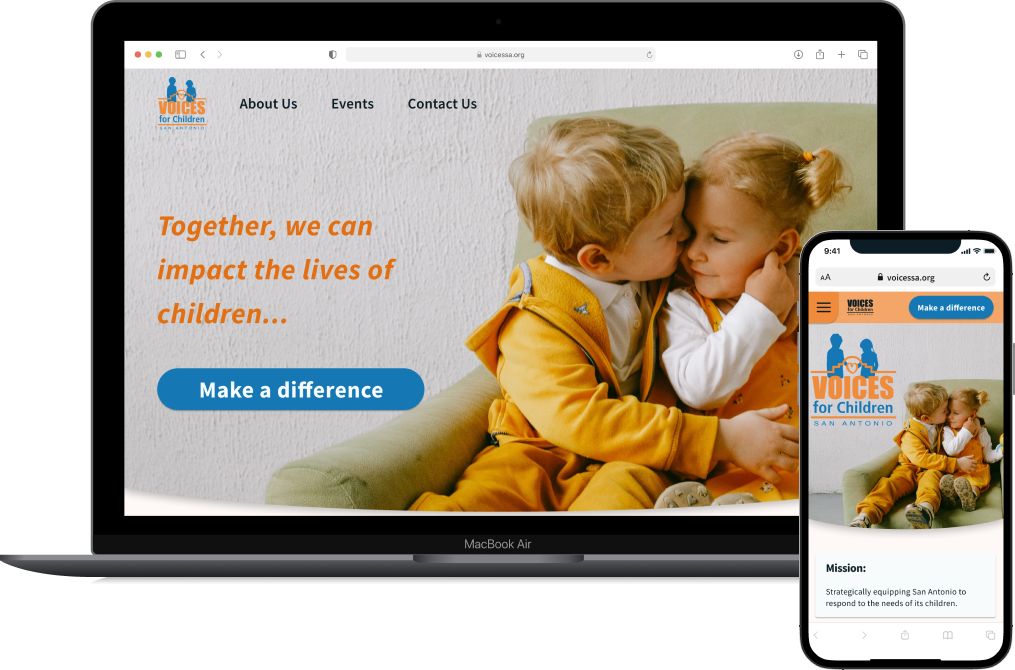 voicessa.org
VOICES
for Children
SAN ANTONIO
About Us
Events
Contact Us
Together, we can
impact the lives of
children...
Make a difference
MacBook Air
9:41
AA
voicessa.org
VOICES
for Children
Make a difference
VOICES
for Children
SAN ANTONIO
Mission:
Strategically equipping San Antonio to
respond to the needs of its children.